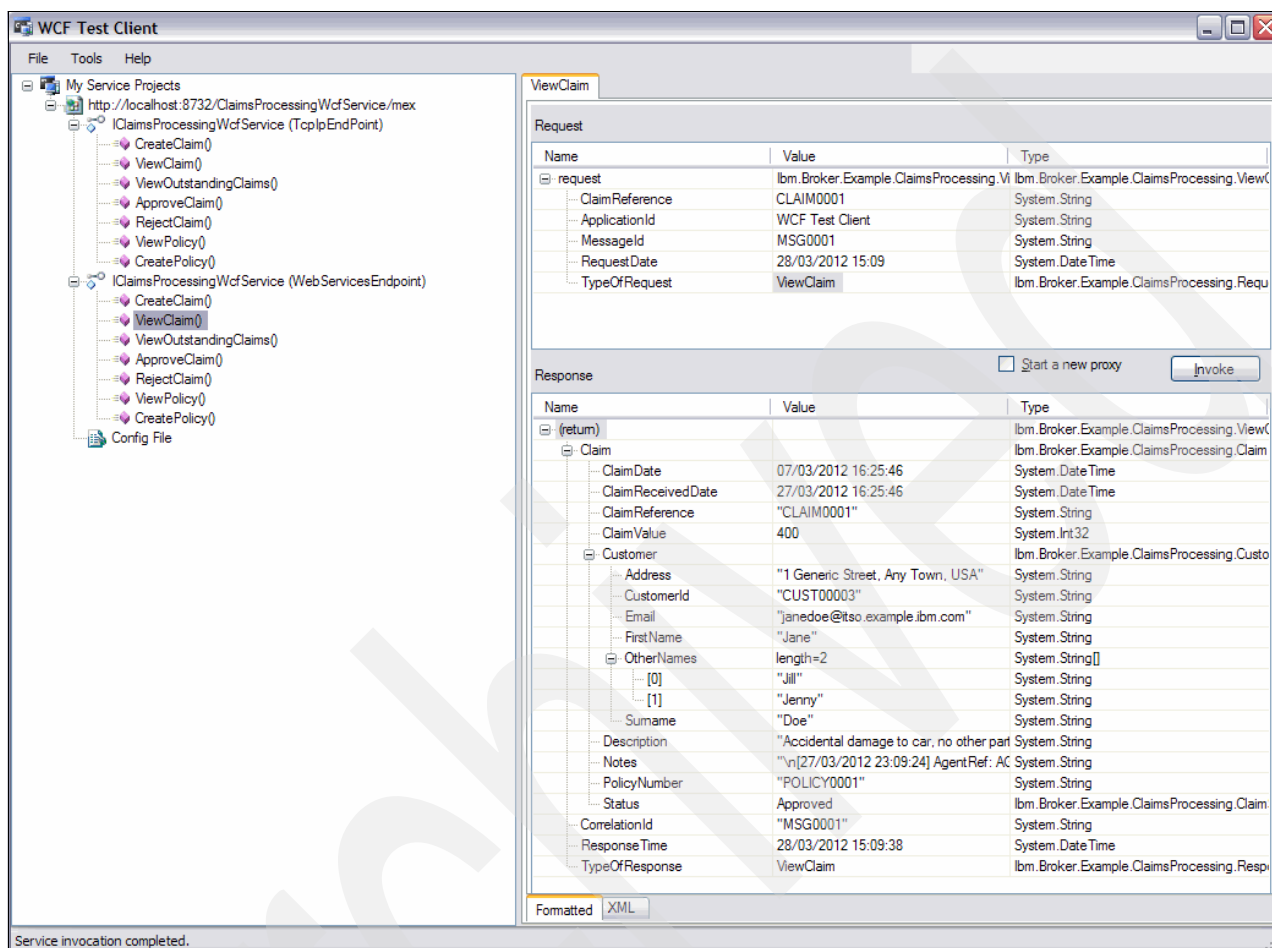 WCF Test Client
File Tools Help
My Service Projects
http://localhost:8732/ClaimsProcessingWcfService/mex
IClaimsProcessingWcfService (TcpIpEndPoint)
CreateClaim()
ViewClaim()
ViewOutstandingClaims()
ApproveClaim()
RejectClaim()
ViewPolicy()
CreatePolicy()
IClaimsProcessingWcfService (WebServicesEndpoint)
CreateClaim()
ViewClaim()
ViewOutstandingClaims()
ApproveClaim()
RejectClaim()
ViewPolicy()
CreatePolicy()
Config File
ViewClaim
Request
Name Value Type
request Ibm.Broker.Example.ClaimsProcessing.Vi Ibm.Broker.Example.ClaimsProcessing.View(
ClaimReference CLAIM0001 System.String
ApplicationId WCF Test Client System.String
MessageId MSG0001 System.String
RequestDate 28/03/2012 15:09 System.DateTime
TypeOfRequest ViewClaim Ibm.Broker.Example.ClaimsProcessing.Requ
Start a new proxy Invoke
Response
Name Value Type
(return) Ibm.Broker.Example.ClaimsProcessing.View(
Claim Ibm.Broker.Example.ClaimsProcessing.Claim
ClaimDate 07/03/2012 16:25:46 System.DateTime
ClaimReceivedDate 27/03/2012 16:25:46 System.DateTime
ClaimReference "CLAIM0001" System.String
ClaimValue 400 System.Int32
Customer Ibm.Broker.Example.ClaimsProcessing.Custo
Address "1 Generic Street, Any Town, USA" System.String
CustomerId "CUST00003" System.String
Email "janedoe@itso.example.ibm.com" System.String
FirstName "Jane" System.String
OtherNames length=2 System.String[]
[0] "Jill" System.String
[1] "Jenny" System.String
Surname "Doe" System.String
Description "Accidental damage to car, no other part System.String
Notes "\n[27/03/2012 23:09:24] AgentRef: AC System.String
PolicyNumber "POLICY0001" System.String
Status Approved Ibm.Broker.Example.ClaimsProcessing.Claim
CorrelationId "MSG0001" System.String
ResponseTime 28/03/2012 15:09:38 System.DateTime
TypeOfResponse ViewClaim Ibm.Broker.Example.ClaimsProcessing.Resp
Formatted XML
Service invocation completed.